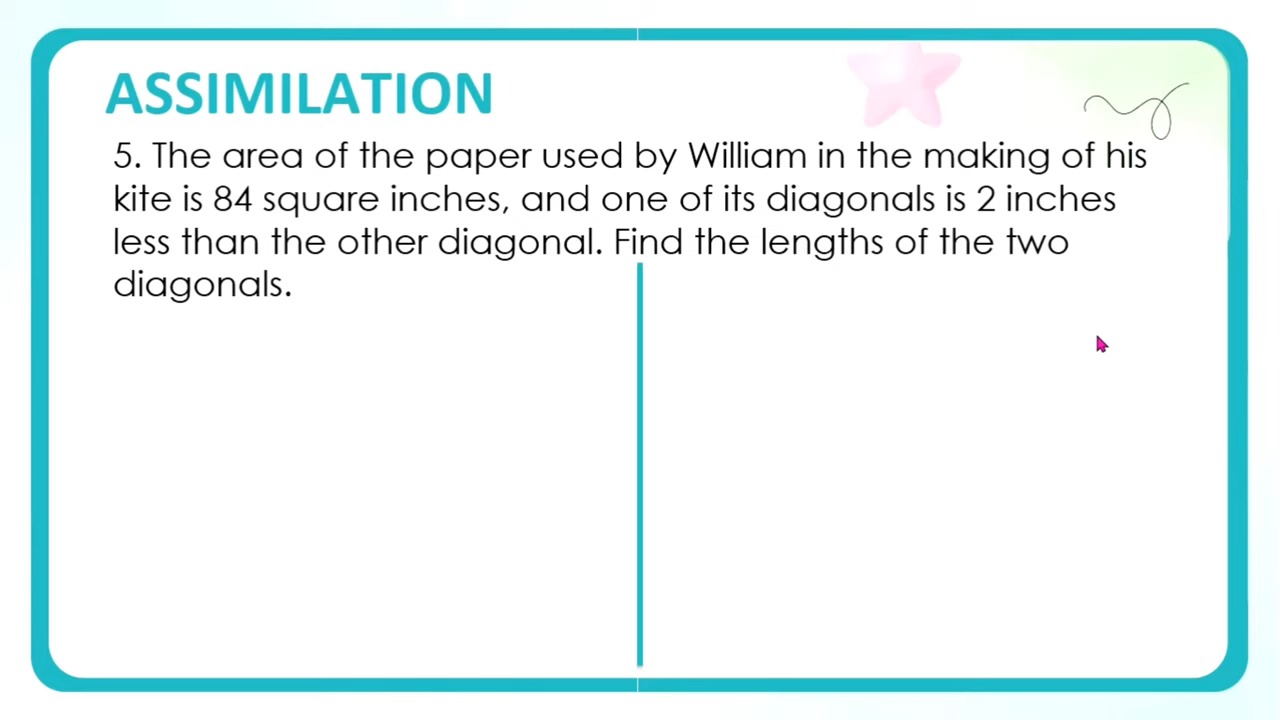 ASSIMILATION
5. The area of the paper used by William in the making of his
kite is 84 square inches, and one of its diagonals is 2 inches
less than the other diagonal. Find the lengths of the two
diagonals.